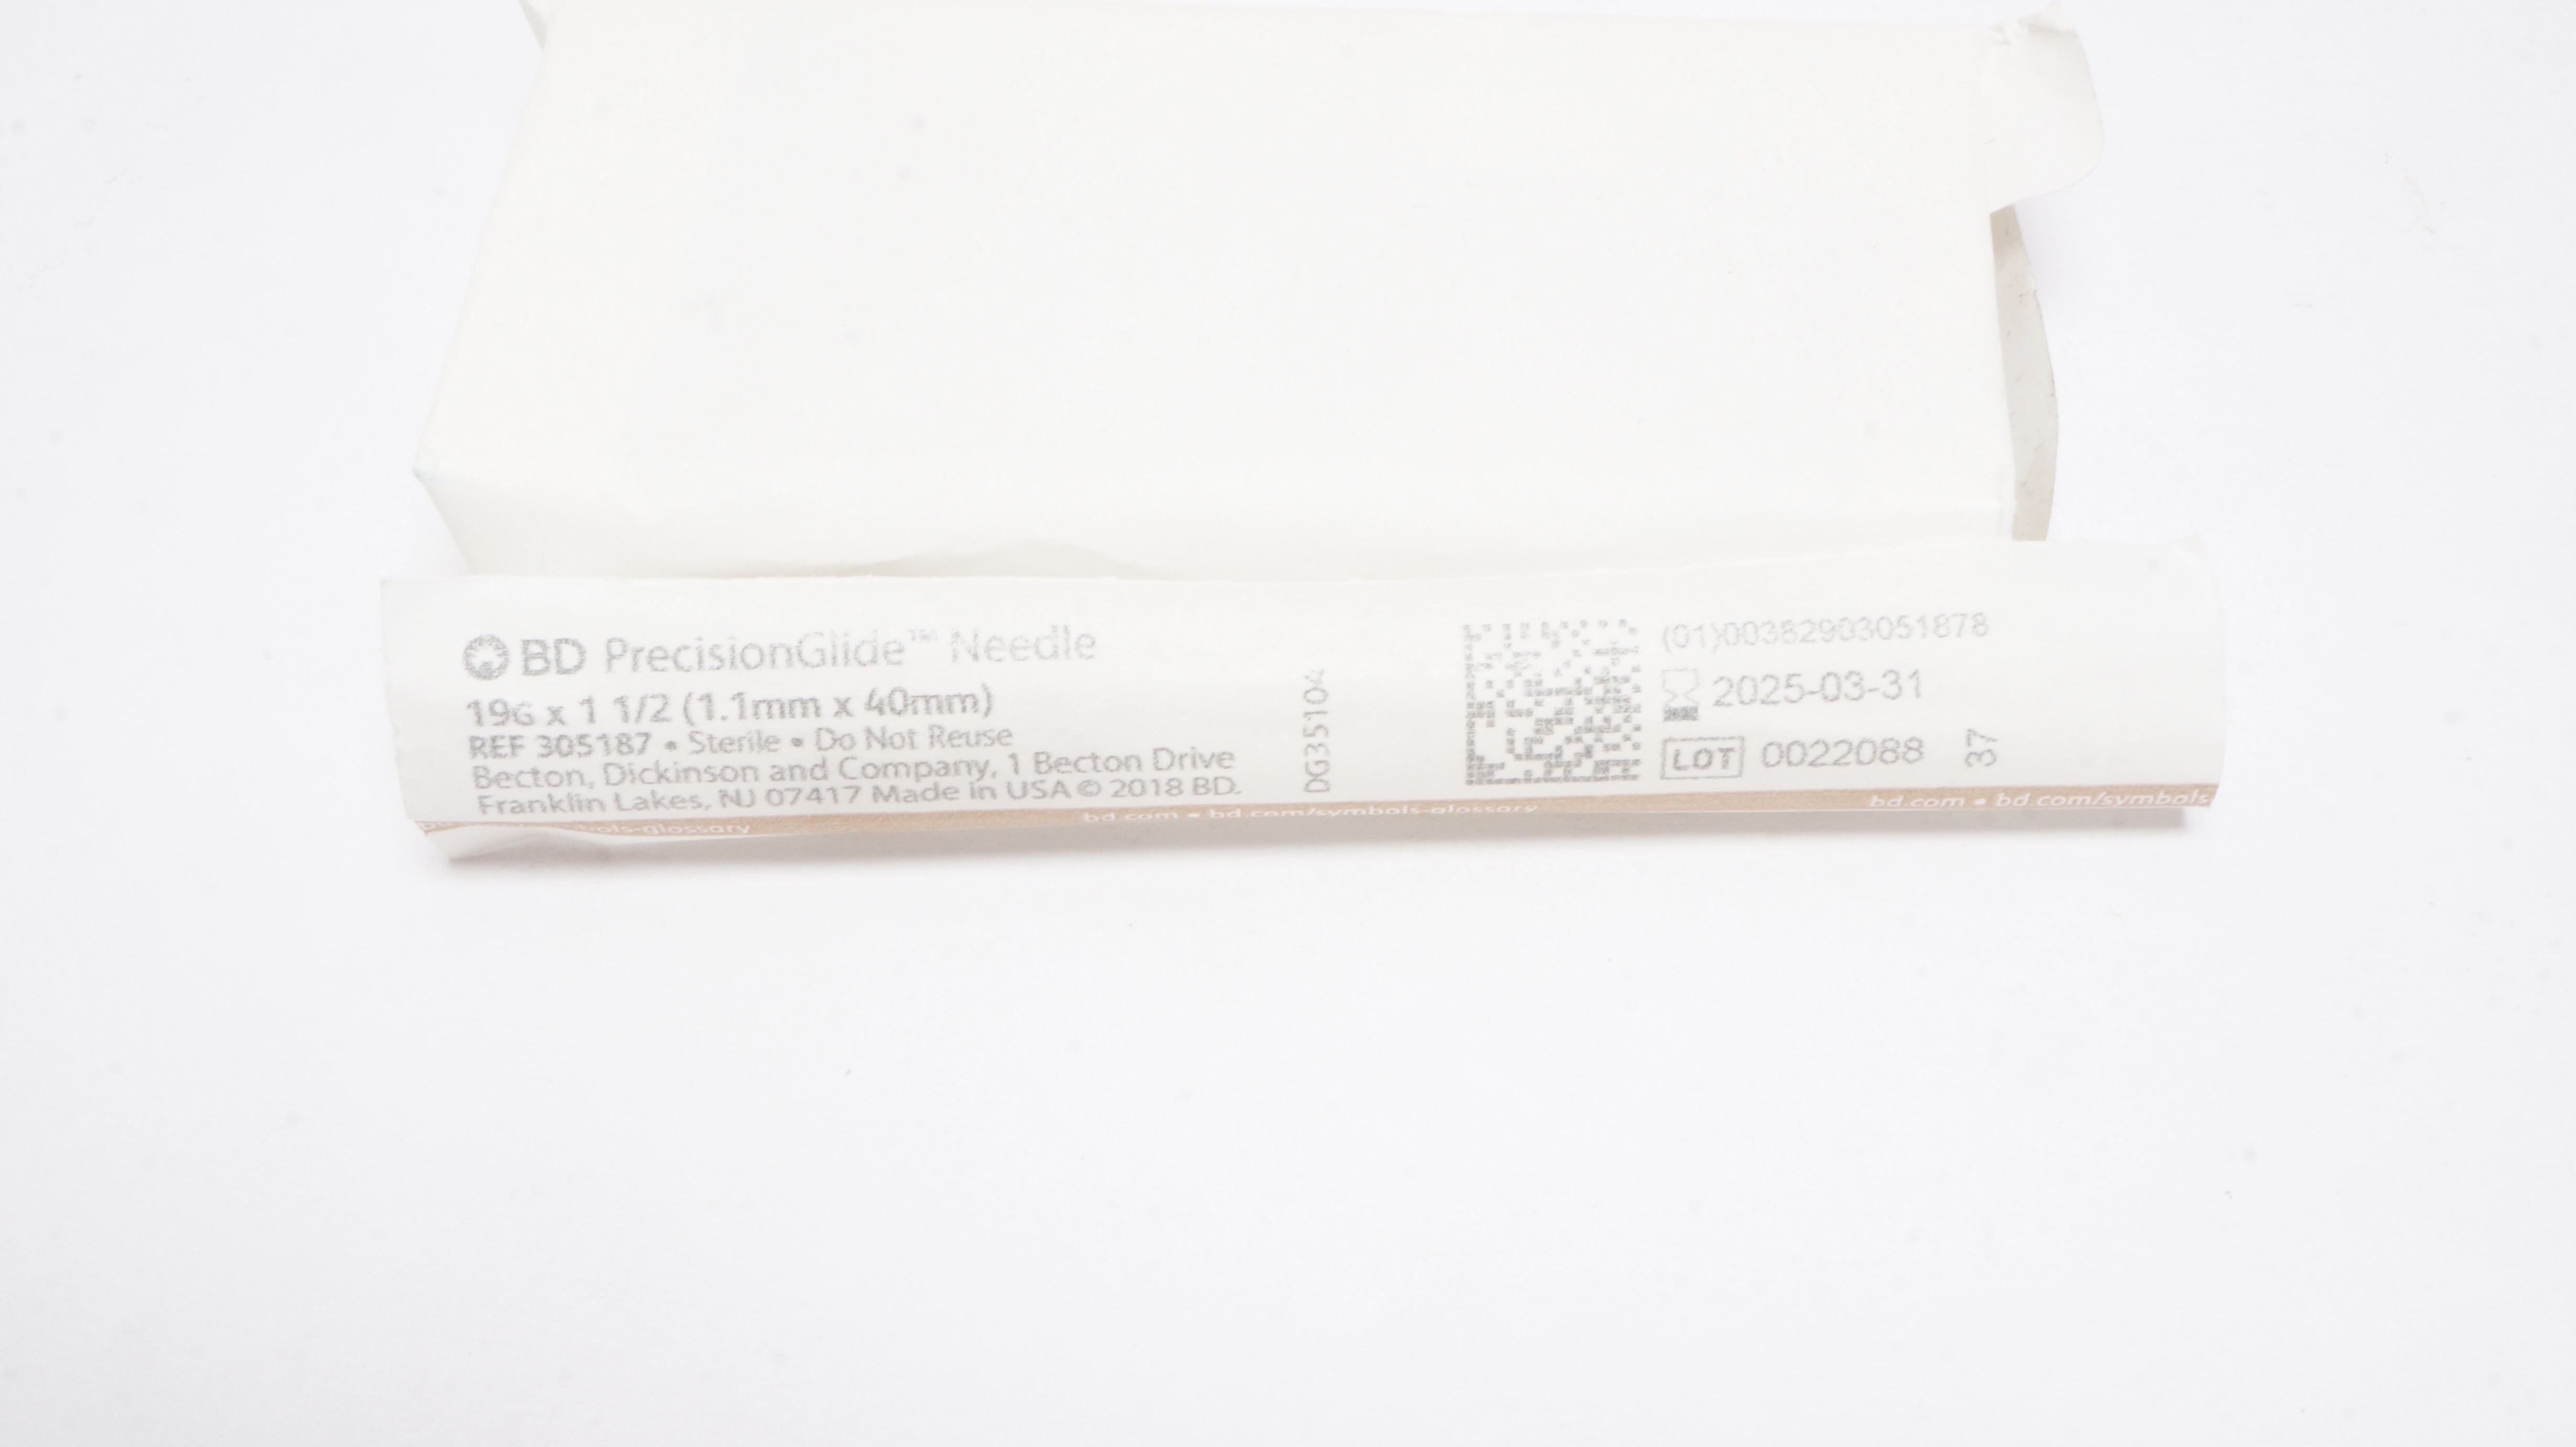 BD PrecisionGlide™ Needle
19G x 1 1/2 (1.1mm x 40mm)
REF 305187 • Sterile • Do Not Reuse
Becton, Dickinson and Company, 1 Becton Drive
Franklin Lakes, NJ 07417 Made in USA © 2018 BD.
DG35104
(01)00382903051878
2025-03-31
LOT 0022088
37
ols-glossary
bd.com • bd.com/symbols-glossary
bd.com • bd.com/symbols